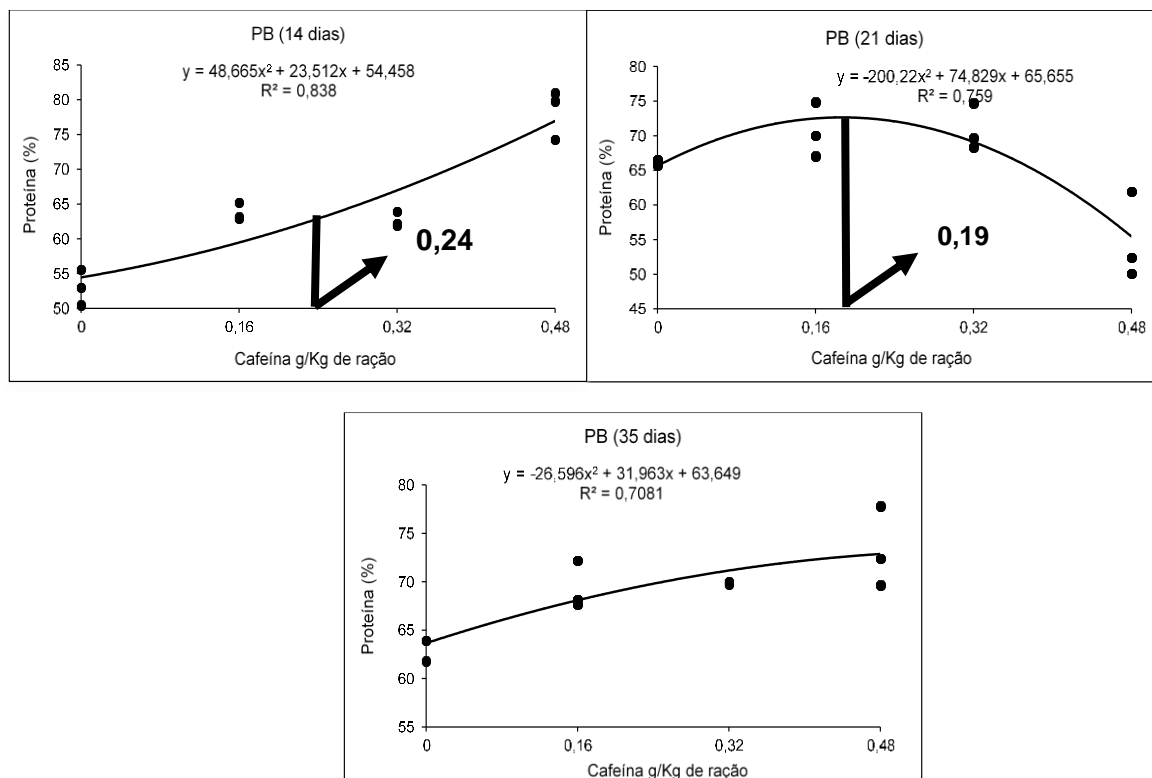 PB (14 dias)
y = 48,665x² + 23,512x + 54,458
R² = 0,838
85
80
75
70
65
60
55
50
Proteína (%)
0,24
0
0,16
0,32
0,48
Cafeína g/Kg de ração
PB (21 dias)
y = -200,22x² + 74,829x + 65,655
R² = 0,759
80
75
70
65
60
55
50
45
Proteína (%)
0,19
0
0,16
0,32
0,48
Cafeína g/Kg de ração
PB (35 dias)
y = -26,596x² + 31,963x + 63,649
R² = 0,7081
80
75
70
65
60
55
Proteína (%)
0
0,16
0,32
0,48
Cafeína g/Kg de ração